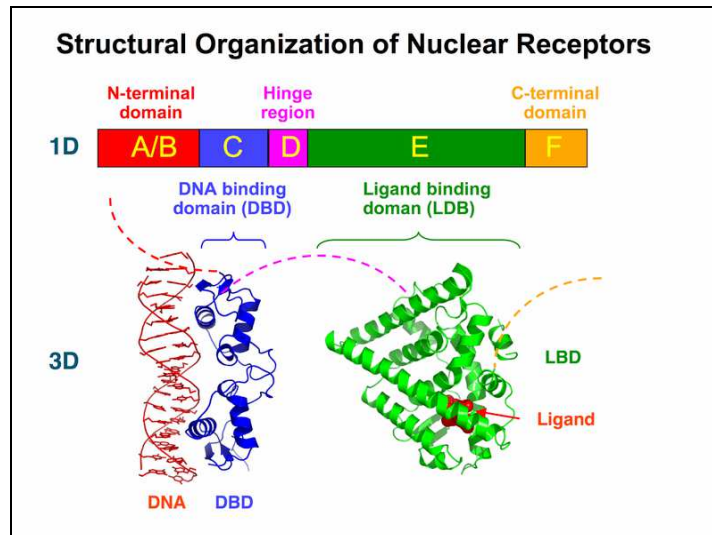 Structural Organization of Nuclear Receptors
N-terminal
domain
Hinge
region
C-terminal
domain
1D
A/B
C
D
E
F
DNA binding
domain (DBD)
Ligand binding
doman (LDB)
3D
LBD
Ligand
DNA
DBD